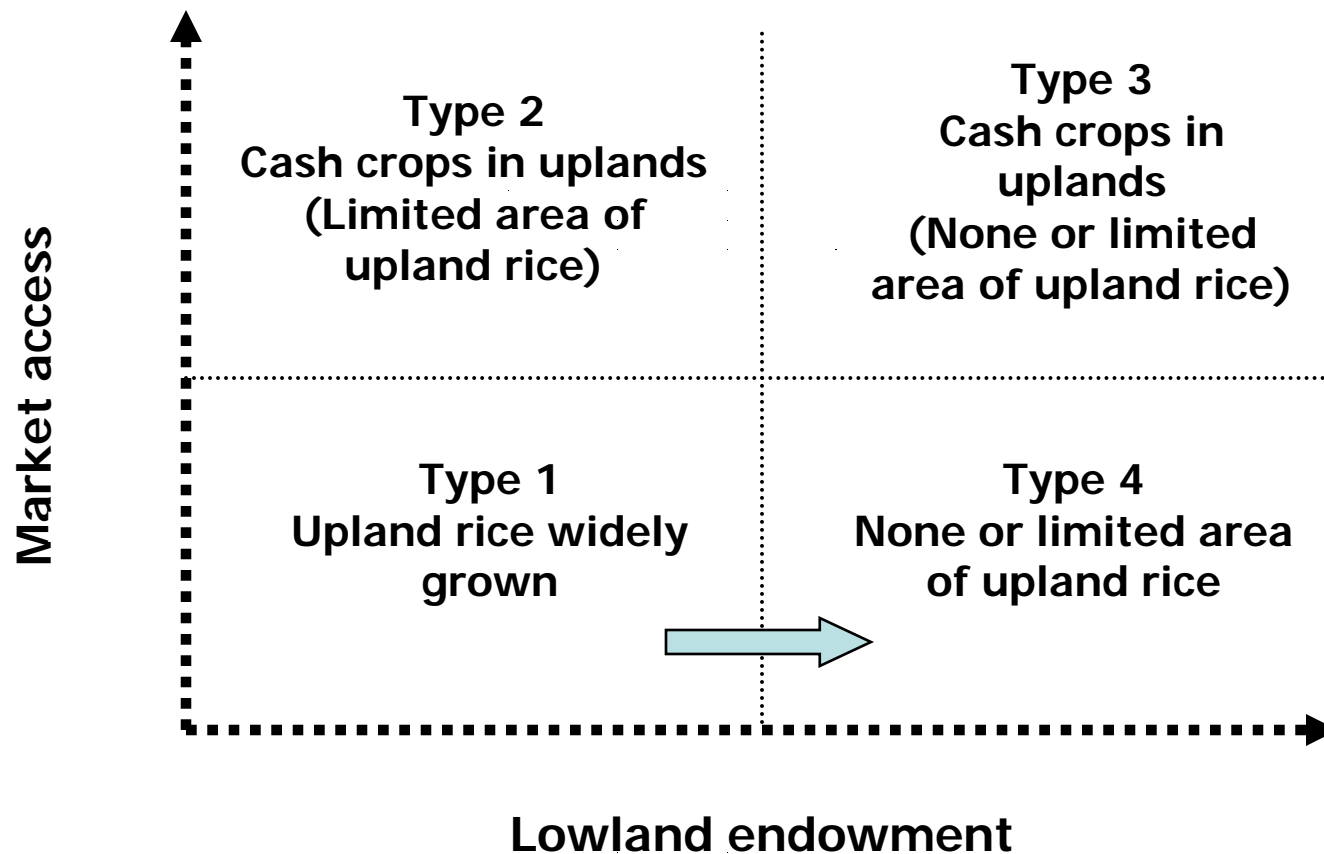 Type 2
Cash crops in uplands
(Limited area of
upland rice)
Type 3
Cash crops in
uplands
(None or limited
area of upland rice)
Market access
Type 1
Upland rice widely
grown
Type 4
None or limited area
of upland rice
Lowland endowment